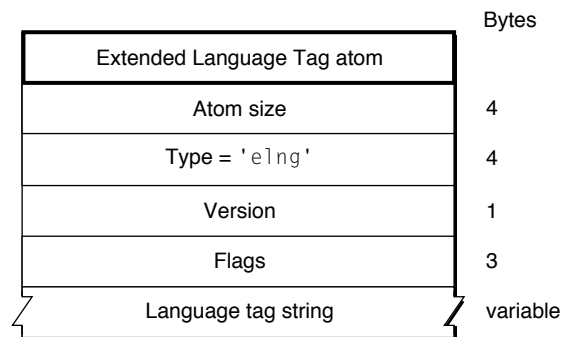 Bytes
Extended Language Tag atom
Atom size 4
Type = 'elng' 4
Version 1
Flags 3
Language tag string variable